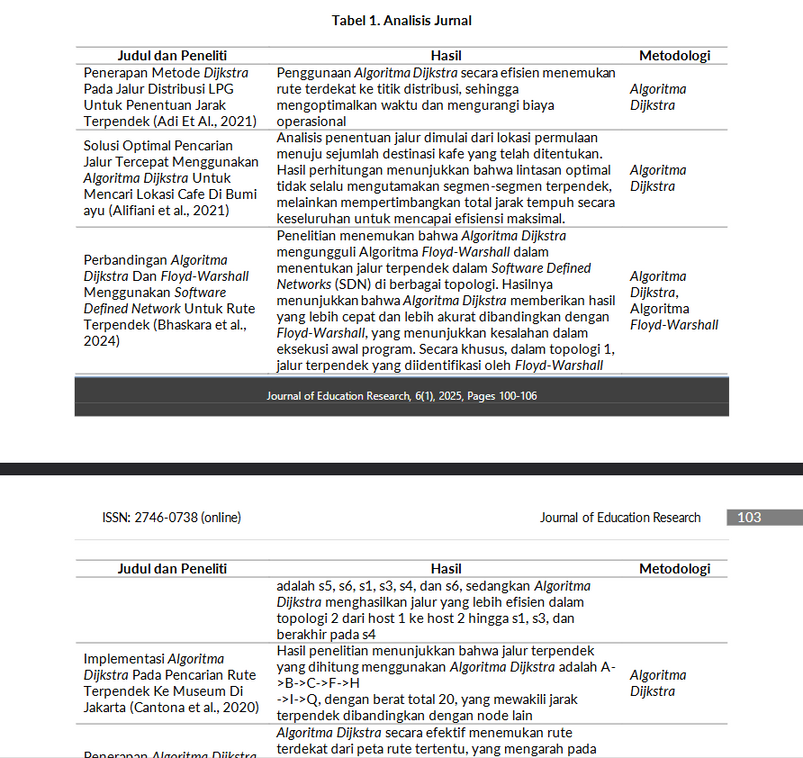 Tabel 1. Analisis Jurnal
Judul dan Peneliti Hasil Metodologi
Penerapan Metode Dijkstra
Pada Jalur Distribusi LPG
Untuk Penentuan Jarak
Terpendek (Adi Et Al., 2021)
Penggunaan Algoritma Dijkstra secara efisien menemukan
rute terdekat ke titik distribusi, sehingga
mengoptimalkan waktu dan mengurangi biaya
operasional
Algoritma
Dijkstra
Solusi Optimal Pencarian
Jalur Tercepat Menggunakan
Algoritma Dijkstra Untuk
Mencari Lokasi Cafe Di Bumi
ayu (Alifiani et al., 2021)
Analisis penentuan jalur dimulai dari lokasi permulaan
menuju sejumlah destinasi kafe yang telah ditentukan.
Hasil perhitungan menunjukkan bahwa lintasan optimal
tidak selalu mengutamakan segmen-segmen terpendek,
melainkan mempertimbangkan total jarak tempuh secara
keseluruhan untuk mencapai efisiensi maksimal.
Algoritma
Dijkstra
Perbandingan Algoritma
Dijkstra Dan Floyd-Warshall
Menggunakan Software
Defined Network Untuk Rute
Terpendek (Bhaskara et al.,
2024)
Penelitian menemukan bahwa Algoritma Dijkstra
mengungguli Algoritma Floyd-Warshall dalam
menentukan jalur terpendek dalam Software Defined
Networks (SDN) di berbagai topologi. Hasilnya
menunjukkan bahwa Algoritma Dijkstra memberikan hasil
yang lebih cepat dan lebih akurat dibandingkan dengan
Floyd-Warshall, yang menunjukkan kesalahan dalam
eksekusi awal program. Secara khusus, dalam topologi 1,
jalur terpendek yang diidentifikasi oleh Floyd-Warshall
Algoritma
Dijkstra,
Algoritma
Floyd-Warshall
Journal of Education Research, 6(1), 2025, Pages 100-106
ISSN: 2746-0738 (online) Journal of Education Research 103
Judul dan Peneliti Hasil Metodologi
adalah s5, s6, s1, s3, s4, dan s6, sedangkan Algoritma
Dijkstra menghasilkan jalur yang lebih efisien dalam
topologi 2 dari host 1 ke host 2 hingga s1, s3, dan
berakhir pada s4
Implementasi Algoritma
Dijkstra Pada Pencarian Rute
Terpendek Ke Museum Di
Jakarta (Cantona et al., 2020)
Hasil penelitian menunjukkan bahwa jalur terpendek
yang dihitung menggunakan Algoritma Dijkstra adalah A-
>B->C->F->H
->I->Q, dengan berat total 20, yang mewakili jarak
terpendek dibandingkan dengan node lain
Algoritma
Dijkstra
Penerapan Algoritma Dijkstra
Algoritma Dijkstra secara efektif menemukan rute
terdekat dari peta rute tertentu, yang mengarah pada